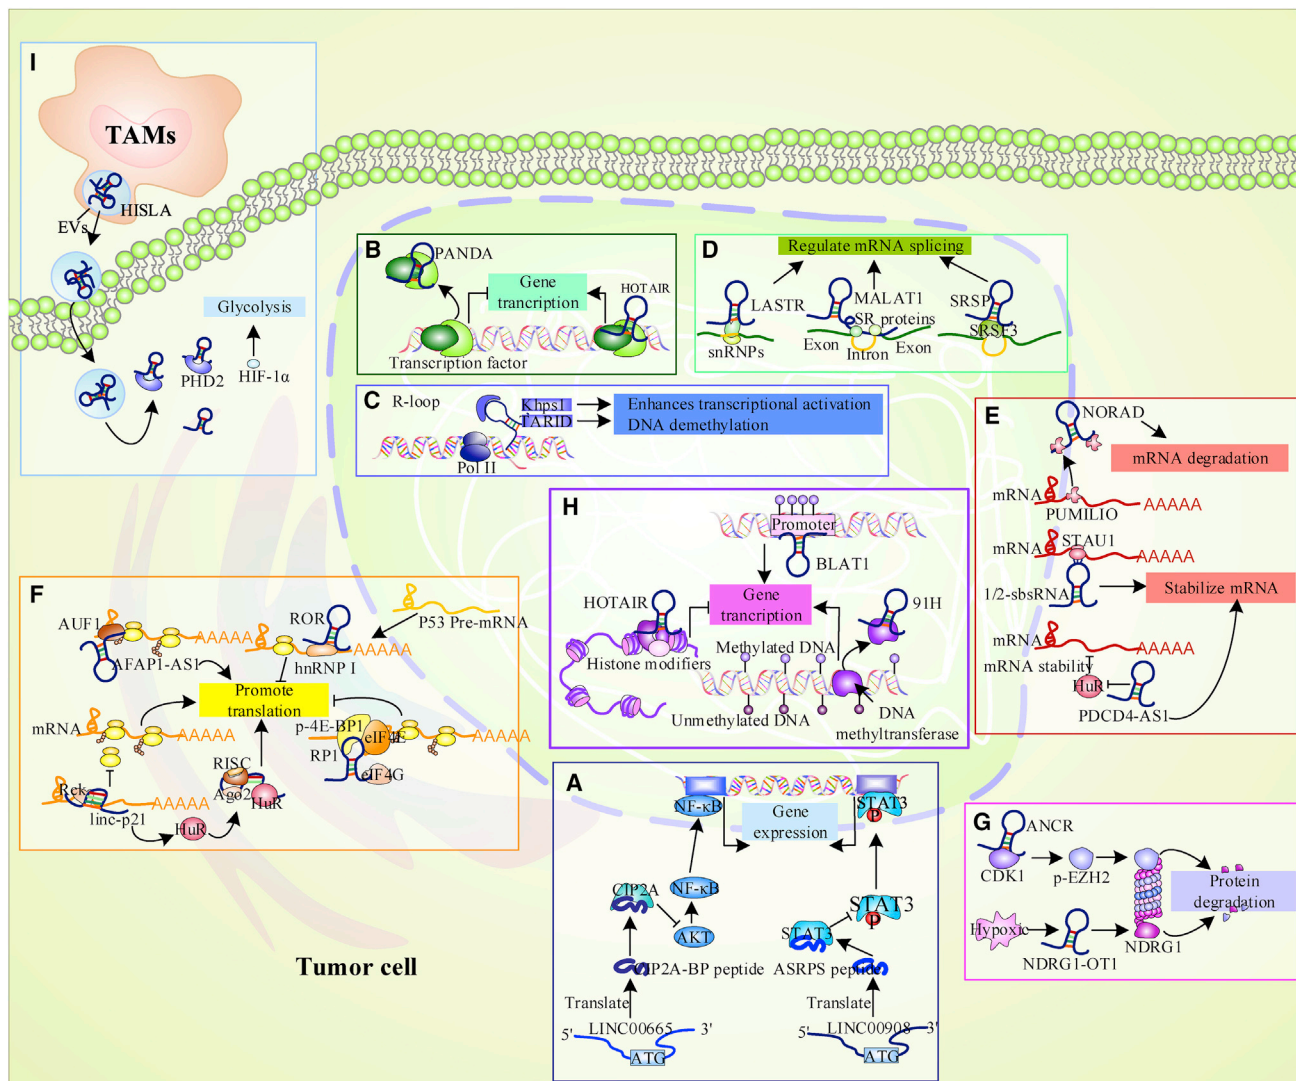 I
TAMs
HISLA
EVs
Glycolysis
PHD2
HIF-1α
B
PANDA
Gene
trancription
HOTAIR
Transcription factor
D
Regulate mRNA splicing
LASTR
MALAT1
SRSP
SR proteins
SRSF3
snRNPs
Exon
Intron
Exon
C
R-loop
Khps1
TARID
Enhances transcriptional activation
DNA demethylation
Pol II
E
NORAD
mRNA degradation
mRNA
AAAAA
PUMILIO
STAU1
mRNA
AAAAA
1/2-sbsRNA
Stabilize mRNA
mRNA
AAAAA
mRNA stability
HuR
PDCD4-AS1
H
Promoter
BLAT1
HOTAIR
Gene
transcription
91H
Histone modifiers
Methylated DNA
Unmethylated DNA
DNA
methyltransferase
F
AUF1
AAAAA
ROR
P53 Pre-mRNA
AAAAA
AFAP1-AS1
hnRNP I
Promote
translation
mRNA
AAAAA
p-4E-BP1
eIF4E
AAAAA
RP1
eIF4G
RISC
Rck
Ago2
HuR
AAAAA
linc-p21
HuR
A
NF-κB
STAT3
P
Gene
expression
CIP2A
NF-κB
AKT
STAT3
P
STAT3
CIP2A-BP peptide
ASRPS peptide
Translate
Translate
5'
LINC00665
3'
ATG
5'
LINC00908
3'
ATG
G
ANCR
CDK1
p-EZH2
Protein
degradation
Hypoxic
NDRG1-OT1
NDRG1
Tumor cell